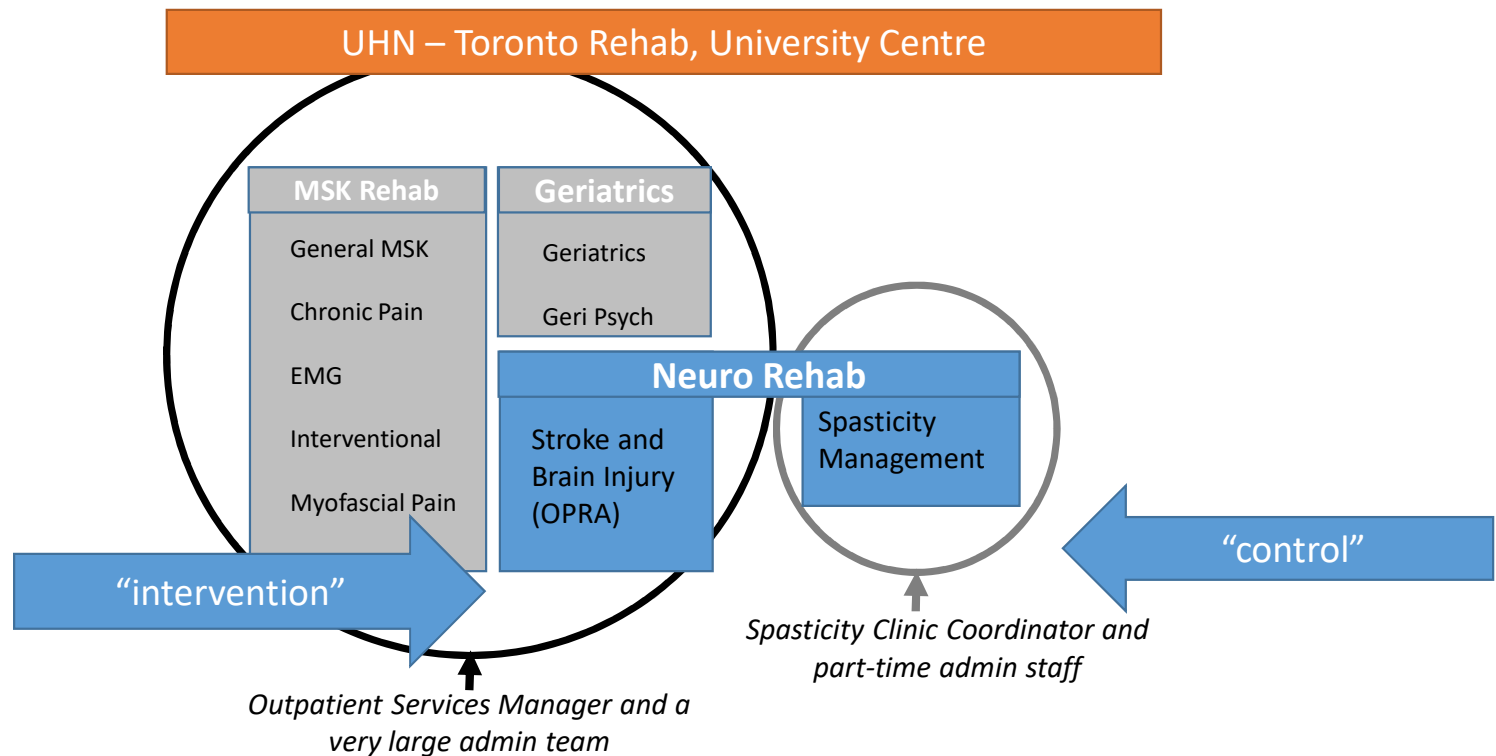 UHN – Toronto Rehab, University Centre
MSK Rehab
General MSK
Chronic Pain
EMG
Interventional
Myofascial Pain
Geriatrics
Geriatrics
Geri Psych
Neuro Rehab
Stroke and
Brain Injury
(OPRA)
Spasticity
Management
“intervention”
“control”
Spasticity Clinic Coordinator and
part-time admin staff
Outpatient Services Manager and a
very large admin team